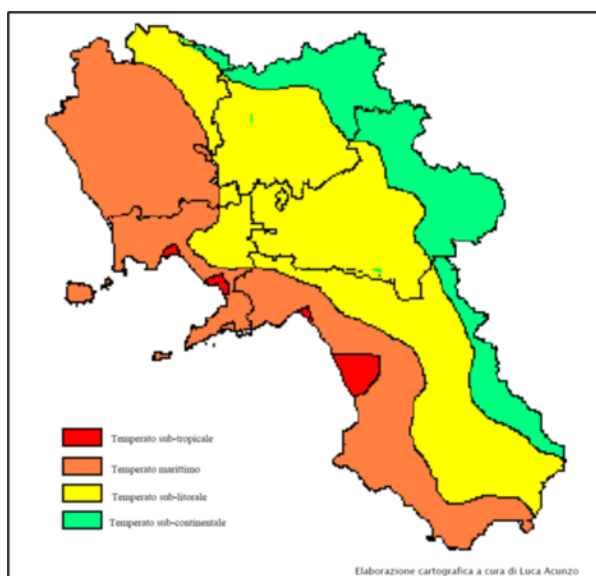 Temperato sub-tropicale
Temperato marittimo
Temperato sub-litorale
Temperato sub-continentale
Elaborazione cartografica a cura di Luca Acunzo